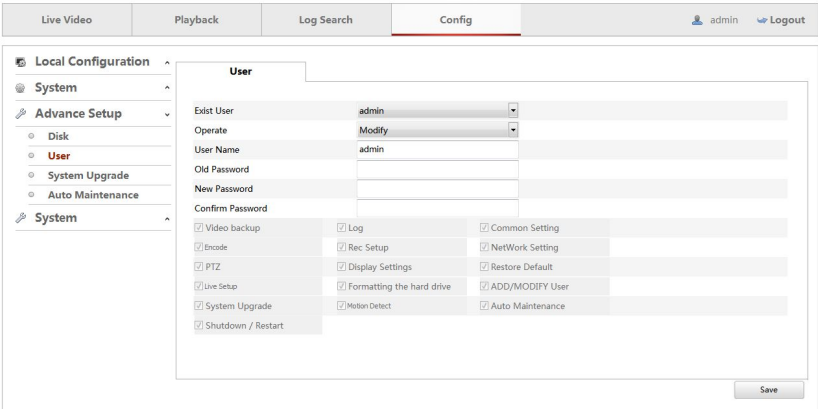 Live Video Playback Log Search Config admin Logout
Local Configuration
System
Advance Setup
Disk
User
System Upgrade
Auto Maintenance
System
User
Exist User admin
Operate Modify
User Name admin
Old Password
New Password
Confirm Password
Video backup Log Common Setting
Encode Rec Setup NetWork Setting
PTZ Display Settings Restore Default
Live Setup Formatting the hard drive ADD/MODIFY User
System Upgrade Motion Detect Auto Maintenance
Shutdown / Restart
Save